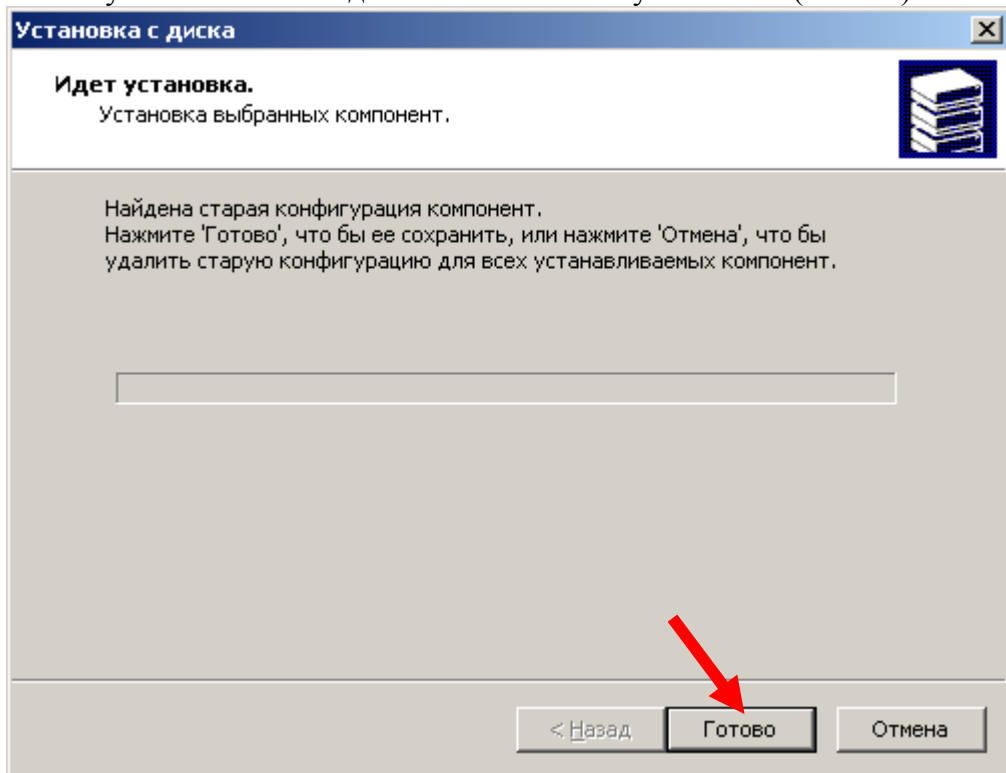 Установка с диска
Идет установка.
Установка выбранных компонент.
Найдена старая конфигурация компонент.
Нажмите 'Готово', что бы ее сохранить, или нажмите 'Отмена', что бы
удалить старую конфигурацию для всех устанавливаемых компонент.
< Назад
Готово
Отмена